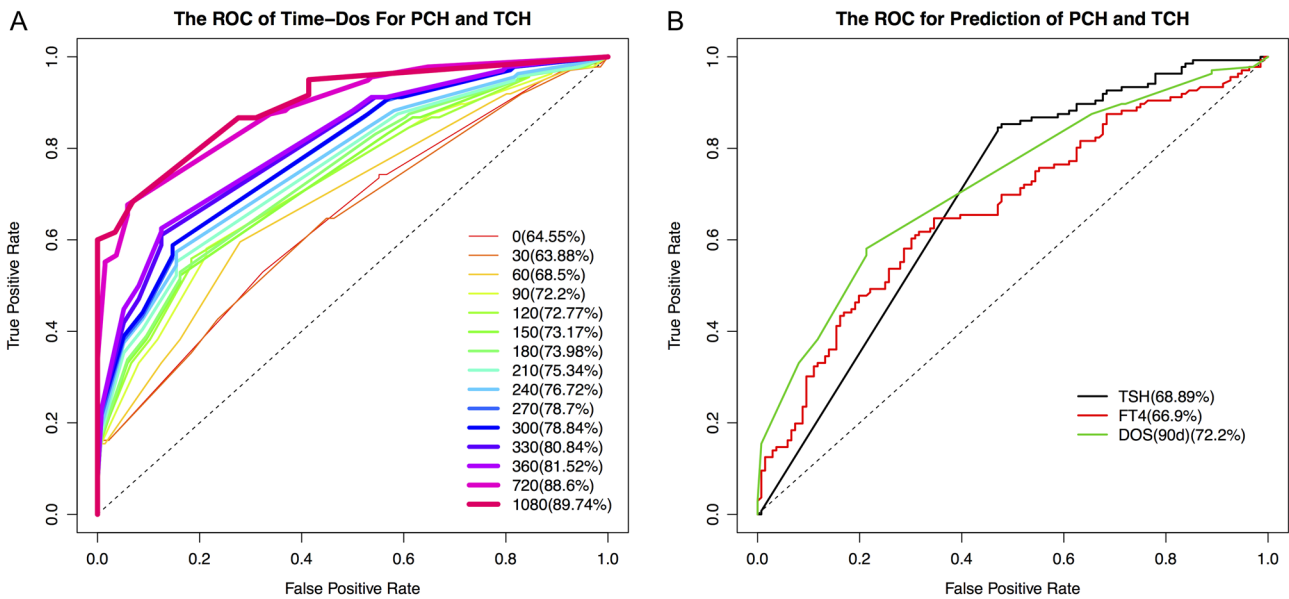 A
The ROC of Time-Dos For PCH and TCH
True Positive Rate
1.0
0.8
0.6
0.4
0.2
0.0
0(64.55%)
30(63.88%)
60(68.5%)
90(72.2%)
120(72.77%)
150(73.17%)
180(73.98%)
210(75.34%)
240(76.72%)
270(78.7%)
300(78.84%)
330(80.84%)
360(81.52%)
720(88.6%)
1080(89.74%)
0.0 0.2 0.4 0.6 0.8 1.0
False Positive Rate
B
The ROC for Prediction of PCH and TCH
True Positive Rate
1.0
0.8
0.6
0.4
0.2
0.0
TSH(68.89%)
FT4(66.9%)
DOS(90d)(72.2%)
0.0 0.2 0.4 0.6 0.8 1.0
False Positive Rate